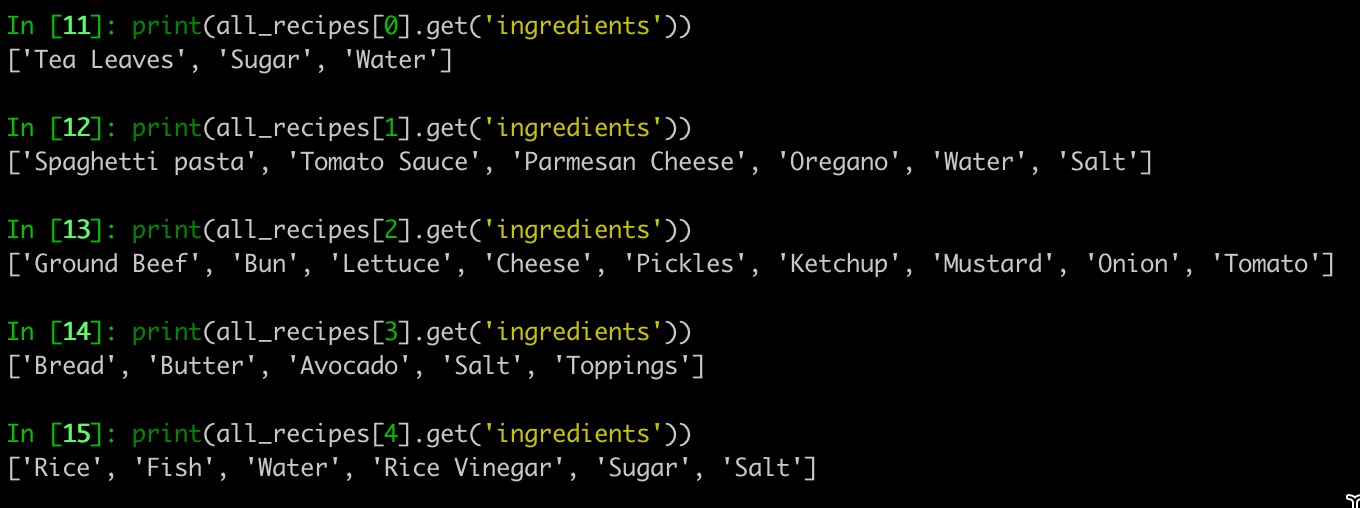 In [11]: print(all_recipes[0].get('ingredients'))
['Tea Leaves', 'Sugar', 'Water']
In [12]: print(all_recipes[1].get('ingredients'))
['Spaghetti pasta', 'Tomato Sauce', 'Parmesan Cheese', 'Oregano', 'Water', 'Salt']
In [13]: print(all_recipes[2].get('ingredients'))
['Ground Beef', 'Bun', 'Lettuce', 'Cheese', 'Pickles', 'Ketchup', 'Mustard', 'Onion', 'Tomato']
In [14]: print(all_recipes[3].get('ingredients'))
['Bread', 'Butter', 'Avocado', 'Salt', 'Toppings']
In [15]: print(all_recipes[4].get('ingredients'))
['Rice', 'Fish', 'Water', 'Rice Vinegar', 'Sugar', 'Salt']